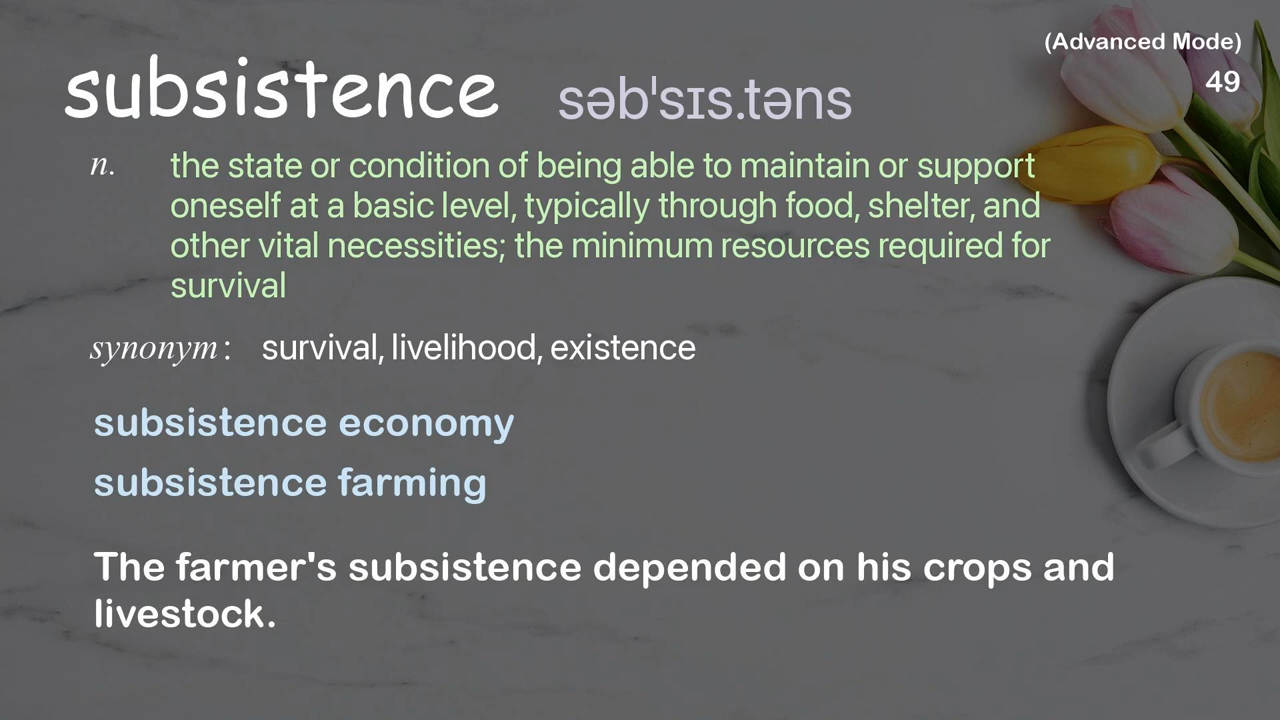 (Advanced Mode)
subsistence səb'sɪs.təns
49
n. the state or condition of being able to maintain or support
oneself at a basic level, typically through food, shelter, and
other vital necessities; the minimum resources required for
survival
synonym : survival, livelihood, existence
subsistence economy
subsistence farming
The farmer's subsistence depended on his crops and
livestock.